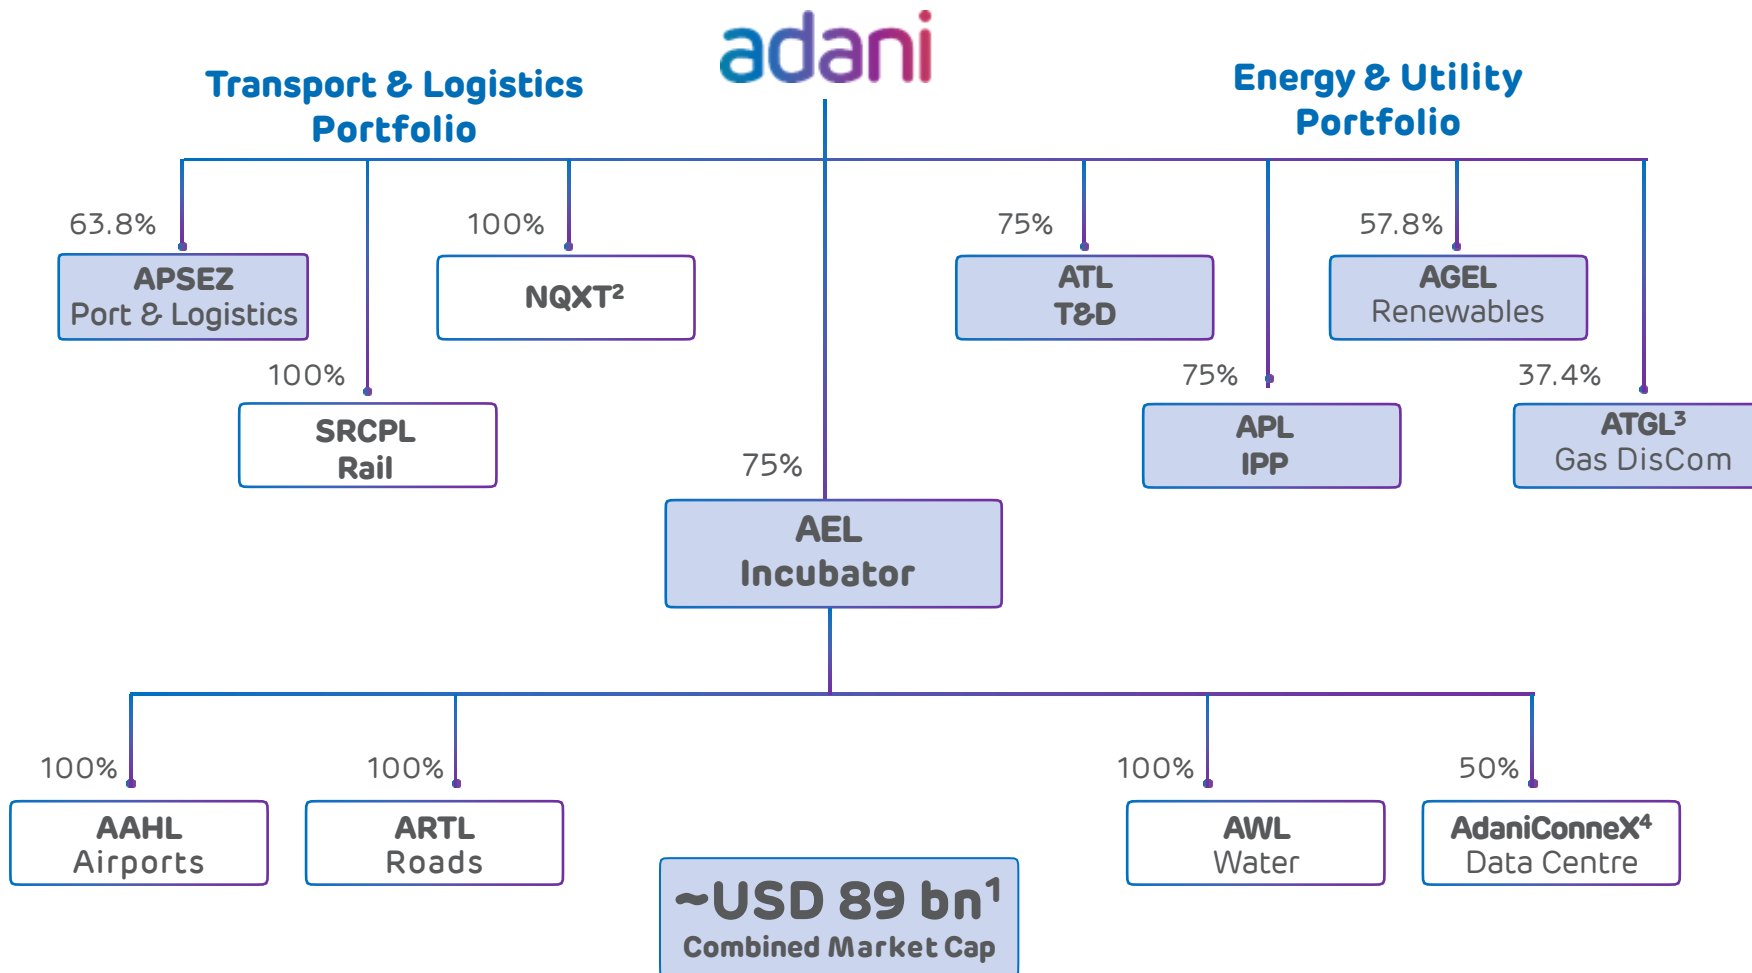 adani
Transport & Logistics
Portfolio
Energy & Utility
Portfolio
63.8%
APSEZ
Port & Logistics
100%
SRCPL
Rail
100%
NQXT²
75%
ATL
T&D
75%
APL
IPP
57.8%
AGEL
Renewables
37.4%
ATGL³
Gas DisCom
75%
AEL
Incubator
100%
AAHL
Airports
100%
ARTL
Roads
100%
AWL
Water
50%
AdaniConneX⁴
Data Centre
~USD 89 bn¹
Combined Market Cap